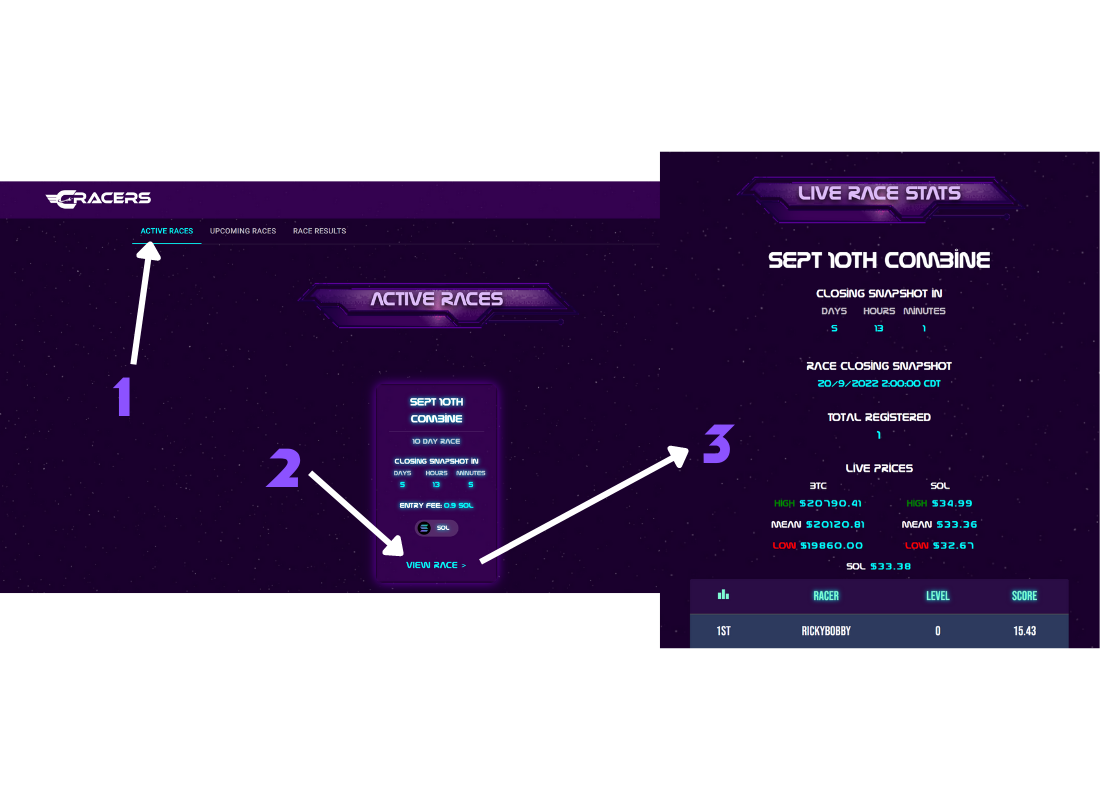 GRACERS
ACTIVE RACES UPCOMING RACES RACE RESULTS
ACTIVE RACES
1
SEPT 10TH
COMBINE
10 DAY RACE
CLOSING SNAPSHOT IN
DAYS HOURS MINUTES
5 13 5
ENTRY FEE: 0.9 SOL
SOL
VIEW RACE >
2
3
LIVE RACE STATS
SEPT 10TH COMBINE
CLOSING SNAPSHOT IN
DAYS HOURS MINUTES
5 13 1
RACE CLOSING SNAPSHOT
20/9/2022 2:00:00 CDT
TOTAL REGISTERED
1
LIVE PRICES
BTC SOL
HIGH $20790.41 HIGH $34.99
MEAN $20120.81 MEAN $33.36
LOW $19860.00 LOW $32.67
SOL $33.38
RACER LEVEL SCORE
1ST RICKYBOBBY 0 15.43